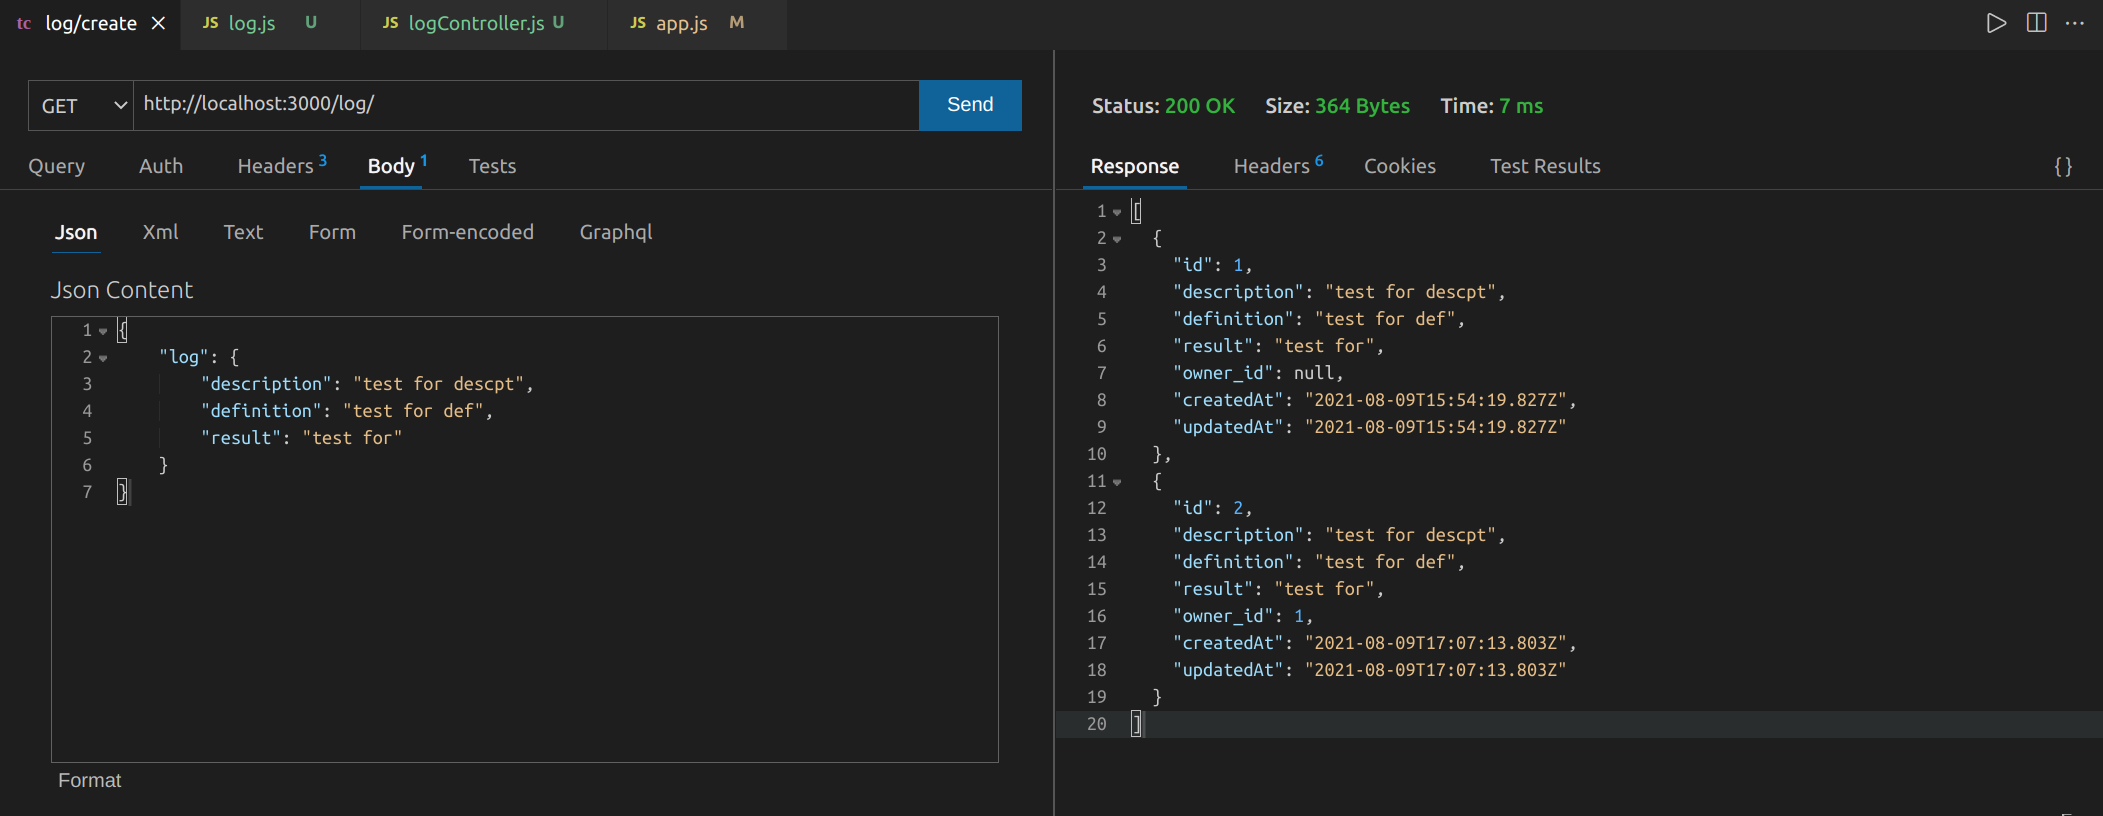 tc log/create × JS log.js U JS logController.js U JS app.js M
GET http://localhost:3000/log/ Send
Query Auth Headers 3 Body 1 Tests
Json Xml Text Form Form-encoded Graphql
Json Content
1 {
2 "log": {
3 "description": "test for descpt",
4 "definition": "test for def",
5 "result": "test for"
6 }
7 }
Format
Status: 200 OK Size: 364 Bytes Time: 7 ms
Response Headers 6 Cookies Test Results {}
1 [
2 {
3 "id": 1,
4 "description": "test for descpt",
5 "definition": "test for def",
6 "result": "test for",
7 "owner_id": null,
8 "createdAt": "2021-08-09T15:54:19.827Z",
9 "updatedAt": "2021-08-09T15:54:19.827Z"
10 },
11 {
12 "id": 2,
13 "description": "test for descpt",
14 "definition": "test for def",
15 "result": "test for",
16 "owner_id": 1,
17 "createdAt": "2021-08-09T17:07:13.803Z",
18 "updatedAt": "2021-08-09T17:07:13.803Z"
19 }
20 ]